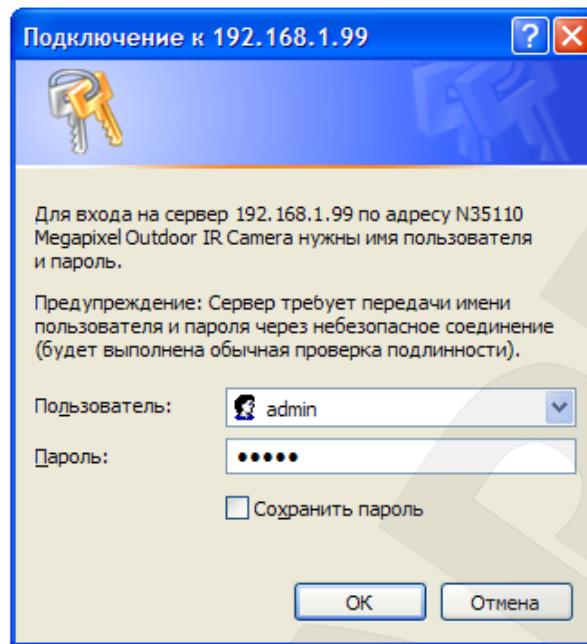 Подключение к 192.168.1.99
Для входа на сервер 192.168.1.99 по адресу N35110
Megapixel Outdoor IR Camera нужны имя пользователя
и пароль.
Предупреждение: Сервер требует передачи имени
пользователя и пароля через небезопасное соединение
(будет выполнена обычная проверка подлинности).
Пользователь: admin
Пароль: •••••
Сохранить пароль
ОК Отмена